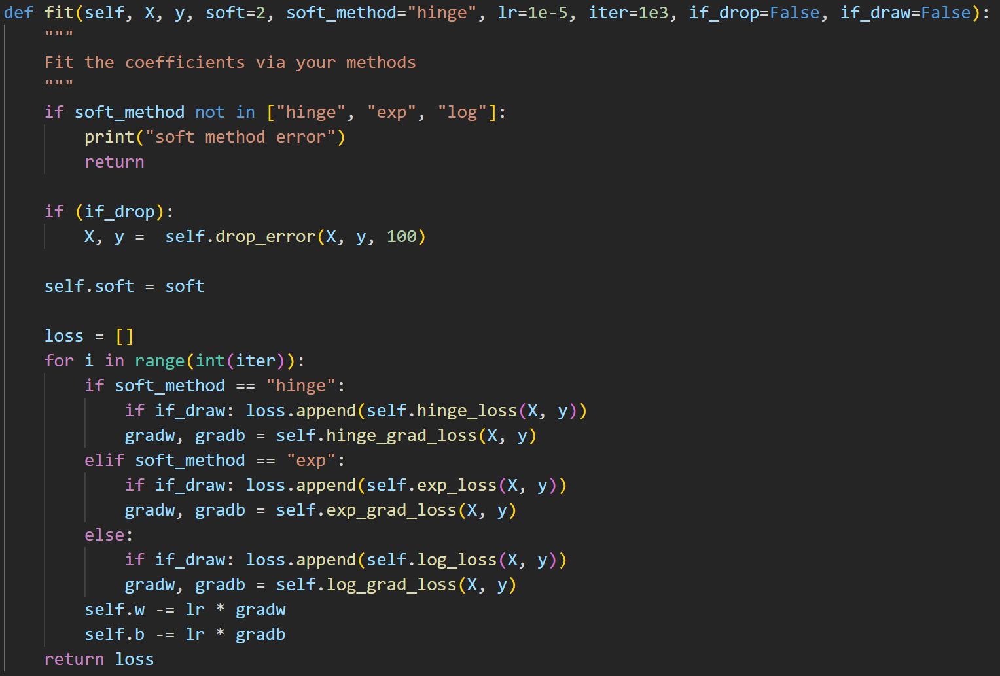 def fit(self, X, y, soft=2, soft_method="hinge", lr=1e-5, iter=1e3, if_drop=False, if_draw=False):
    """
    Fit the coefficients via your methods
    """
    if soft_method not in ["hinge", "exp", "log"]:
        print("soft method error")
        return

    if (if_drop):
        X, y =  self.drop_error(X, y, 100)

    self.soft = soft

    loss = []
    for i in range(int(iter)):
        if soft_method == "hinge":
            if if_draw: loss.append(self.hinge_loss(X, y))
            gradw, gradb = self.hinge_grad_loss(X, y)
        elif soft_method == "exp":
            if if_draw: loss.append(self.exp_loss(X, y))
            gradw, gradb = self.exp_grad_loss(X, y)
        else:
            if if_draw: loss.append(self.log_loss(X, y))
            gradw, gradb = self.log_grad_loss(X, y)
        self.w -= lr * gradw
        self.b -= lr * gradb
    return loss